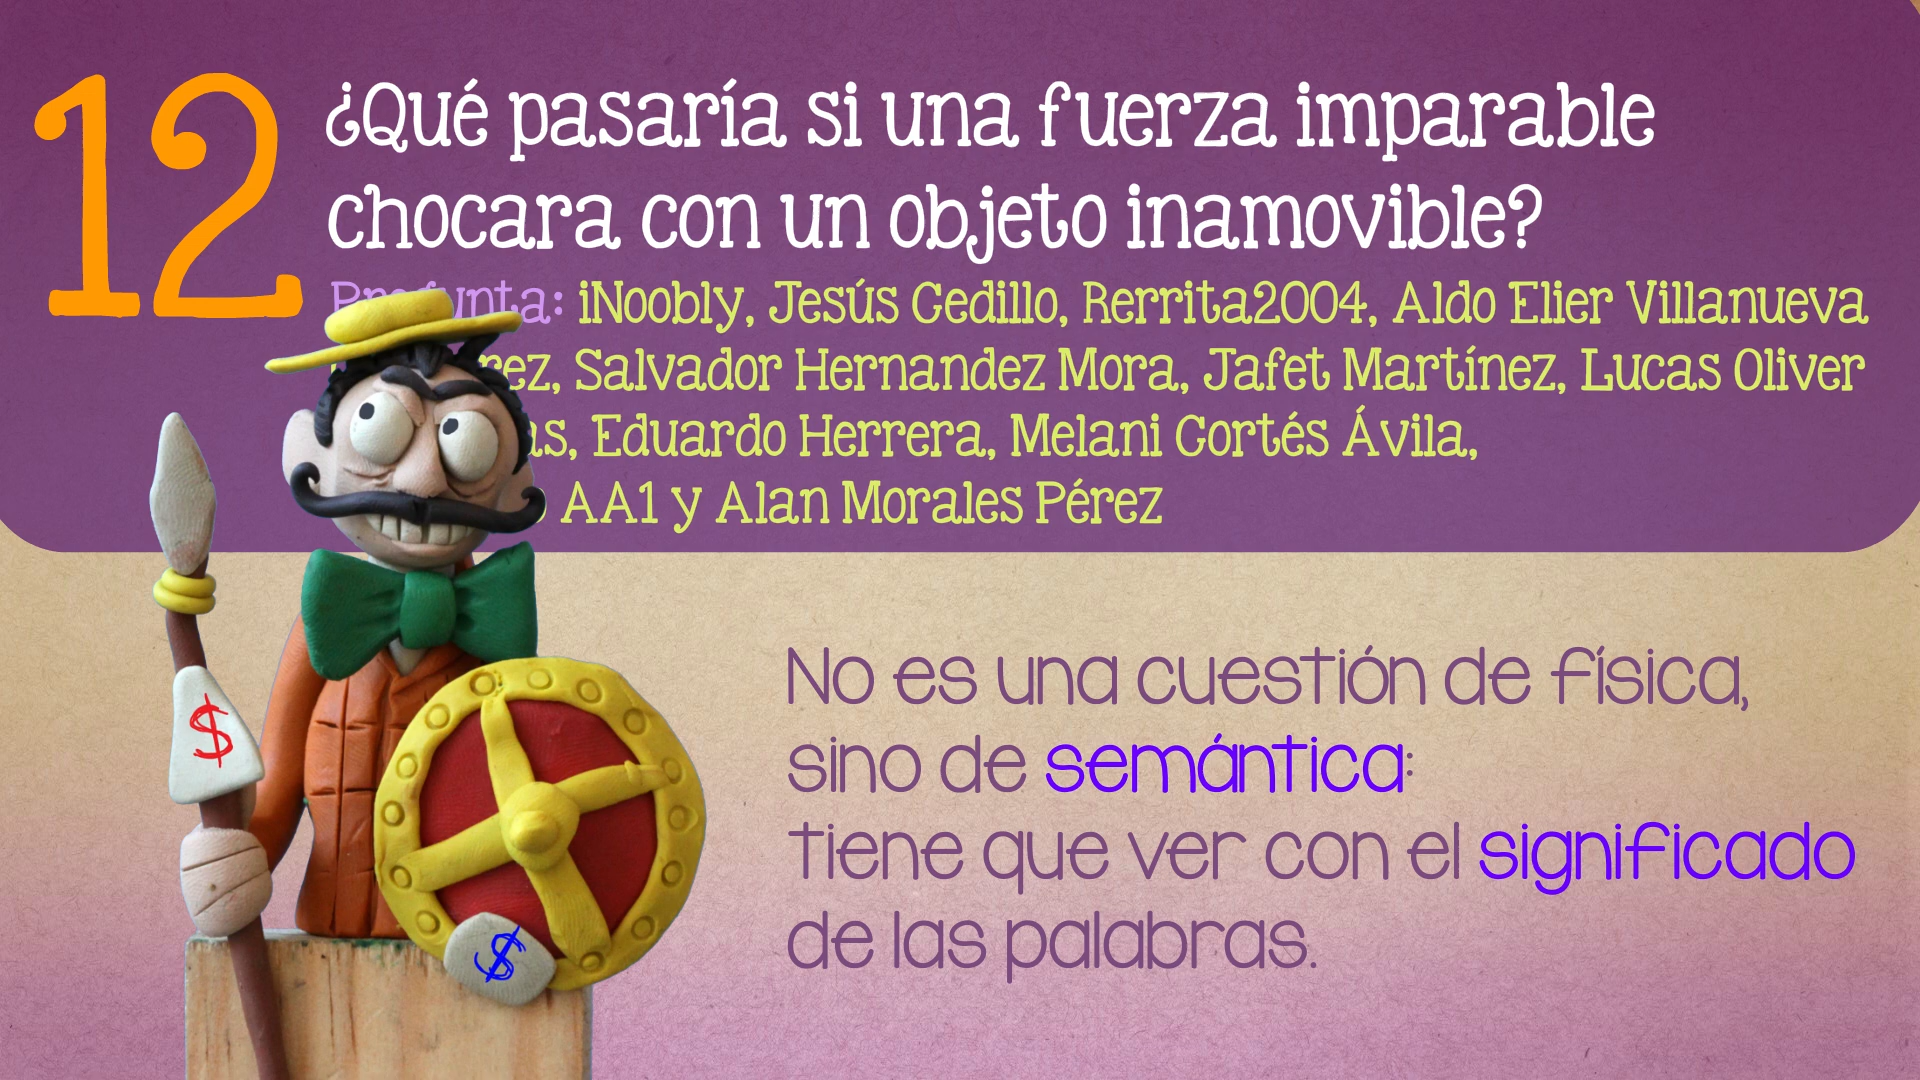 12
¿Qué pasaría si una fuerza imparable
chocara con un objeto inamovible?
Pregunta: iNoobly, Jesús Cedillo, Rerrita2004, Aldo Elier Villanueva
Salvador Hernandez Mora, Jafet Martínez, Lucas Oliver
Eduardo Herrera, Melani Cortés Ávila,
AA1 y Alan Morales Pérez
No es una cuestión de física,
sino de semántica:
tiene que ver con el significado
de las palabras.
$
$